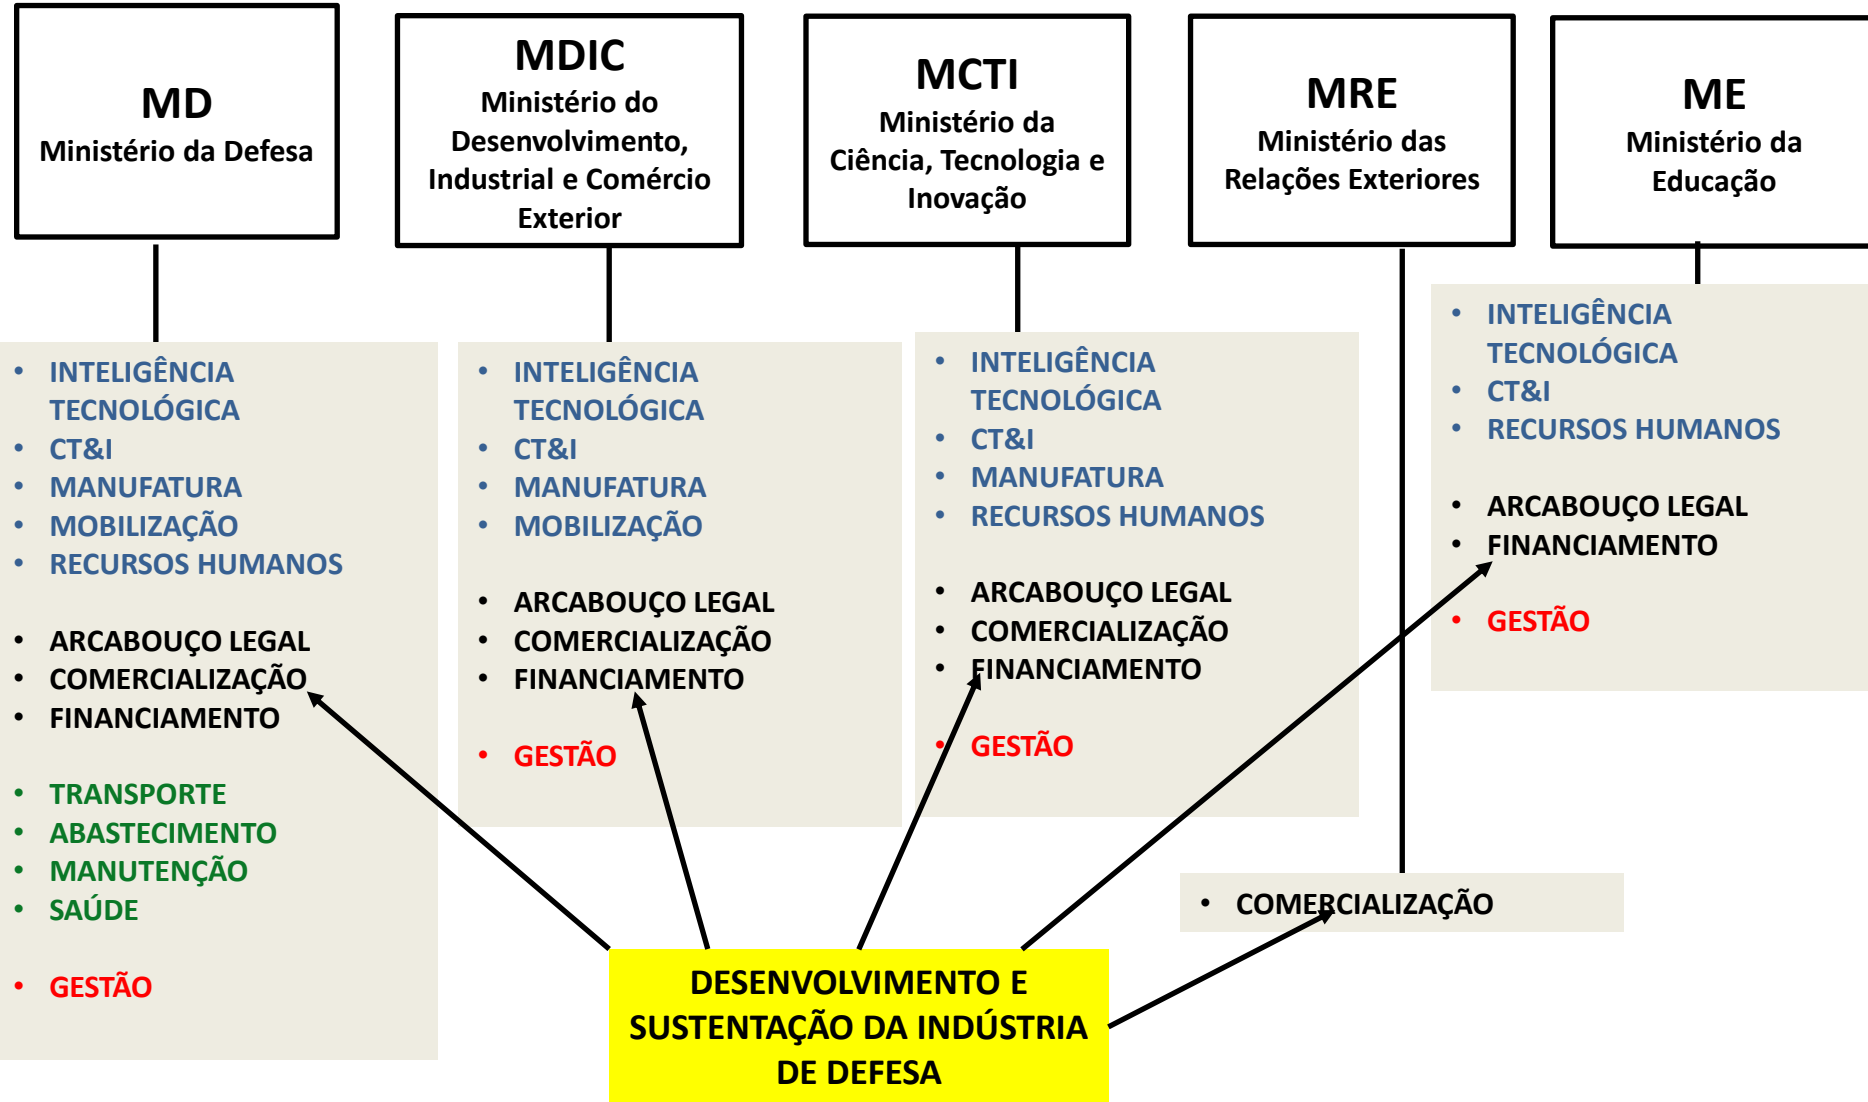 MD
Ministério da Defesa
MDIC
Ministério do
Desenvolvimento,
Industrial e Comércio
Exterior
MCTI
Ministério da
Ciência, Tecnologia e
Inovação
MRE
Ministério das
Relações Exteriores
ME
Ministério da
Educação
• INTELIGÊNCIA
TECNOLÓGICA
• CT&I
• MANUFATURA
• MOBILIZAÇÃO
• RECURSOS HUMANOS
• ARCABOUÇO LEGAL
• COMERCIALIZAÇÃO
• FINANCIAMENTO
• TRANSPORTE
• ABASTECIMENTO
• MANUTENÇÃO
• SAÚDE
• GESTÃO
• INTELIGÊNCIA
TECNOLÓGICA
• CT&I
• MANUFATURA
• MOBILIZAÇÃO
• ARCABOUÇO LEGAL
• COMERCIALIZAÇÃO
• FINANCIAMENTO
• GESTÃO
• INTELIGÊNCIA
TECNOLÓGICA
• CT&I
• MANUFATURA
• RECURSOS HUMANOS
• ARCABOUÇO LEGAL
• COMERCIALIZAÇÃO
• FINANCIAMENTO
• GESTÃO
• COMERCIALIZAÇÃO
• INTELIGÊNCIA
TECNOLÓGICA
• CT&I
• RECURSOS HUMANOS
• ARCABOUÇO LEGAL
• FINANCIAMENTO
• GESTÃO
DESENVOLVIMENTO E
SUSTENTAÇÃO DA INDÚSTRIA
DE DEFESA